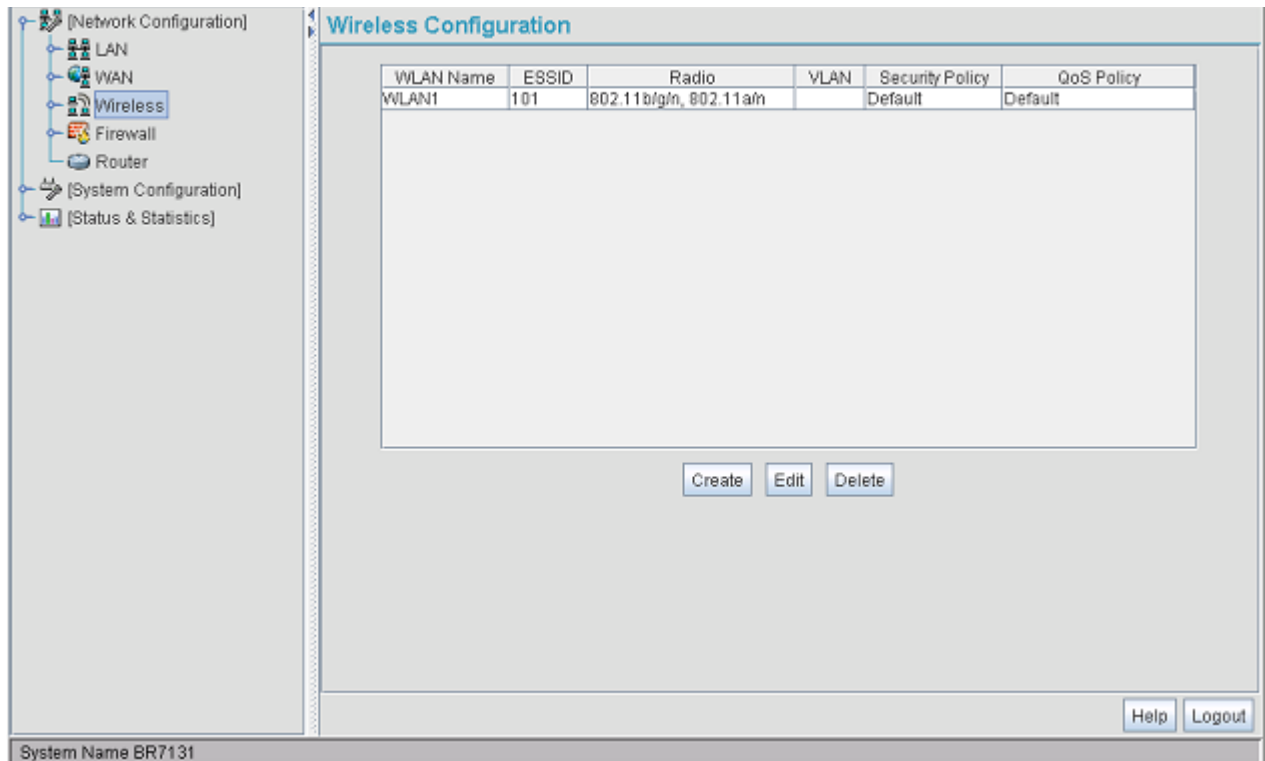 [Network Configuration]
LAN
WAN
Wireless
Firewall
Router
[System Configuration]
[Status & Statistics]
Wireless Configuration
WLAN Name ESSID Radio VLAN Security Policy QoS Policy
WLAN1 101 802.11b/g/n, 802.11a/n Default Default
Create Edit Delete
Help Logout
System Name BR7131